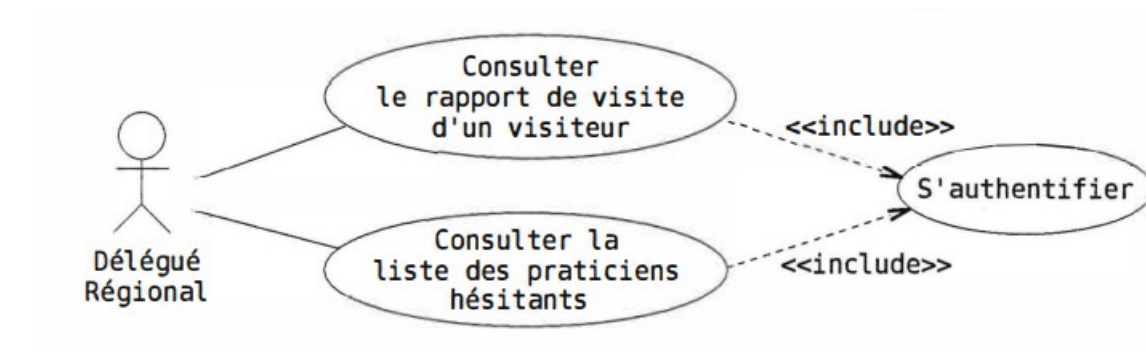 Consulter
le rapport de visite
d'un visiteur
<<include>>
S'authentifier
Consulter la
liste des praticiens
hésitants
<<include>>
Délégué
Régional